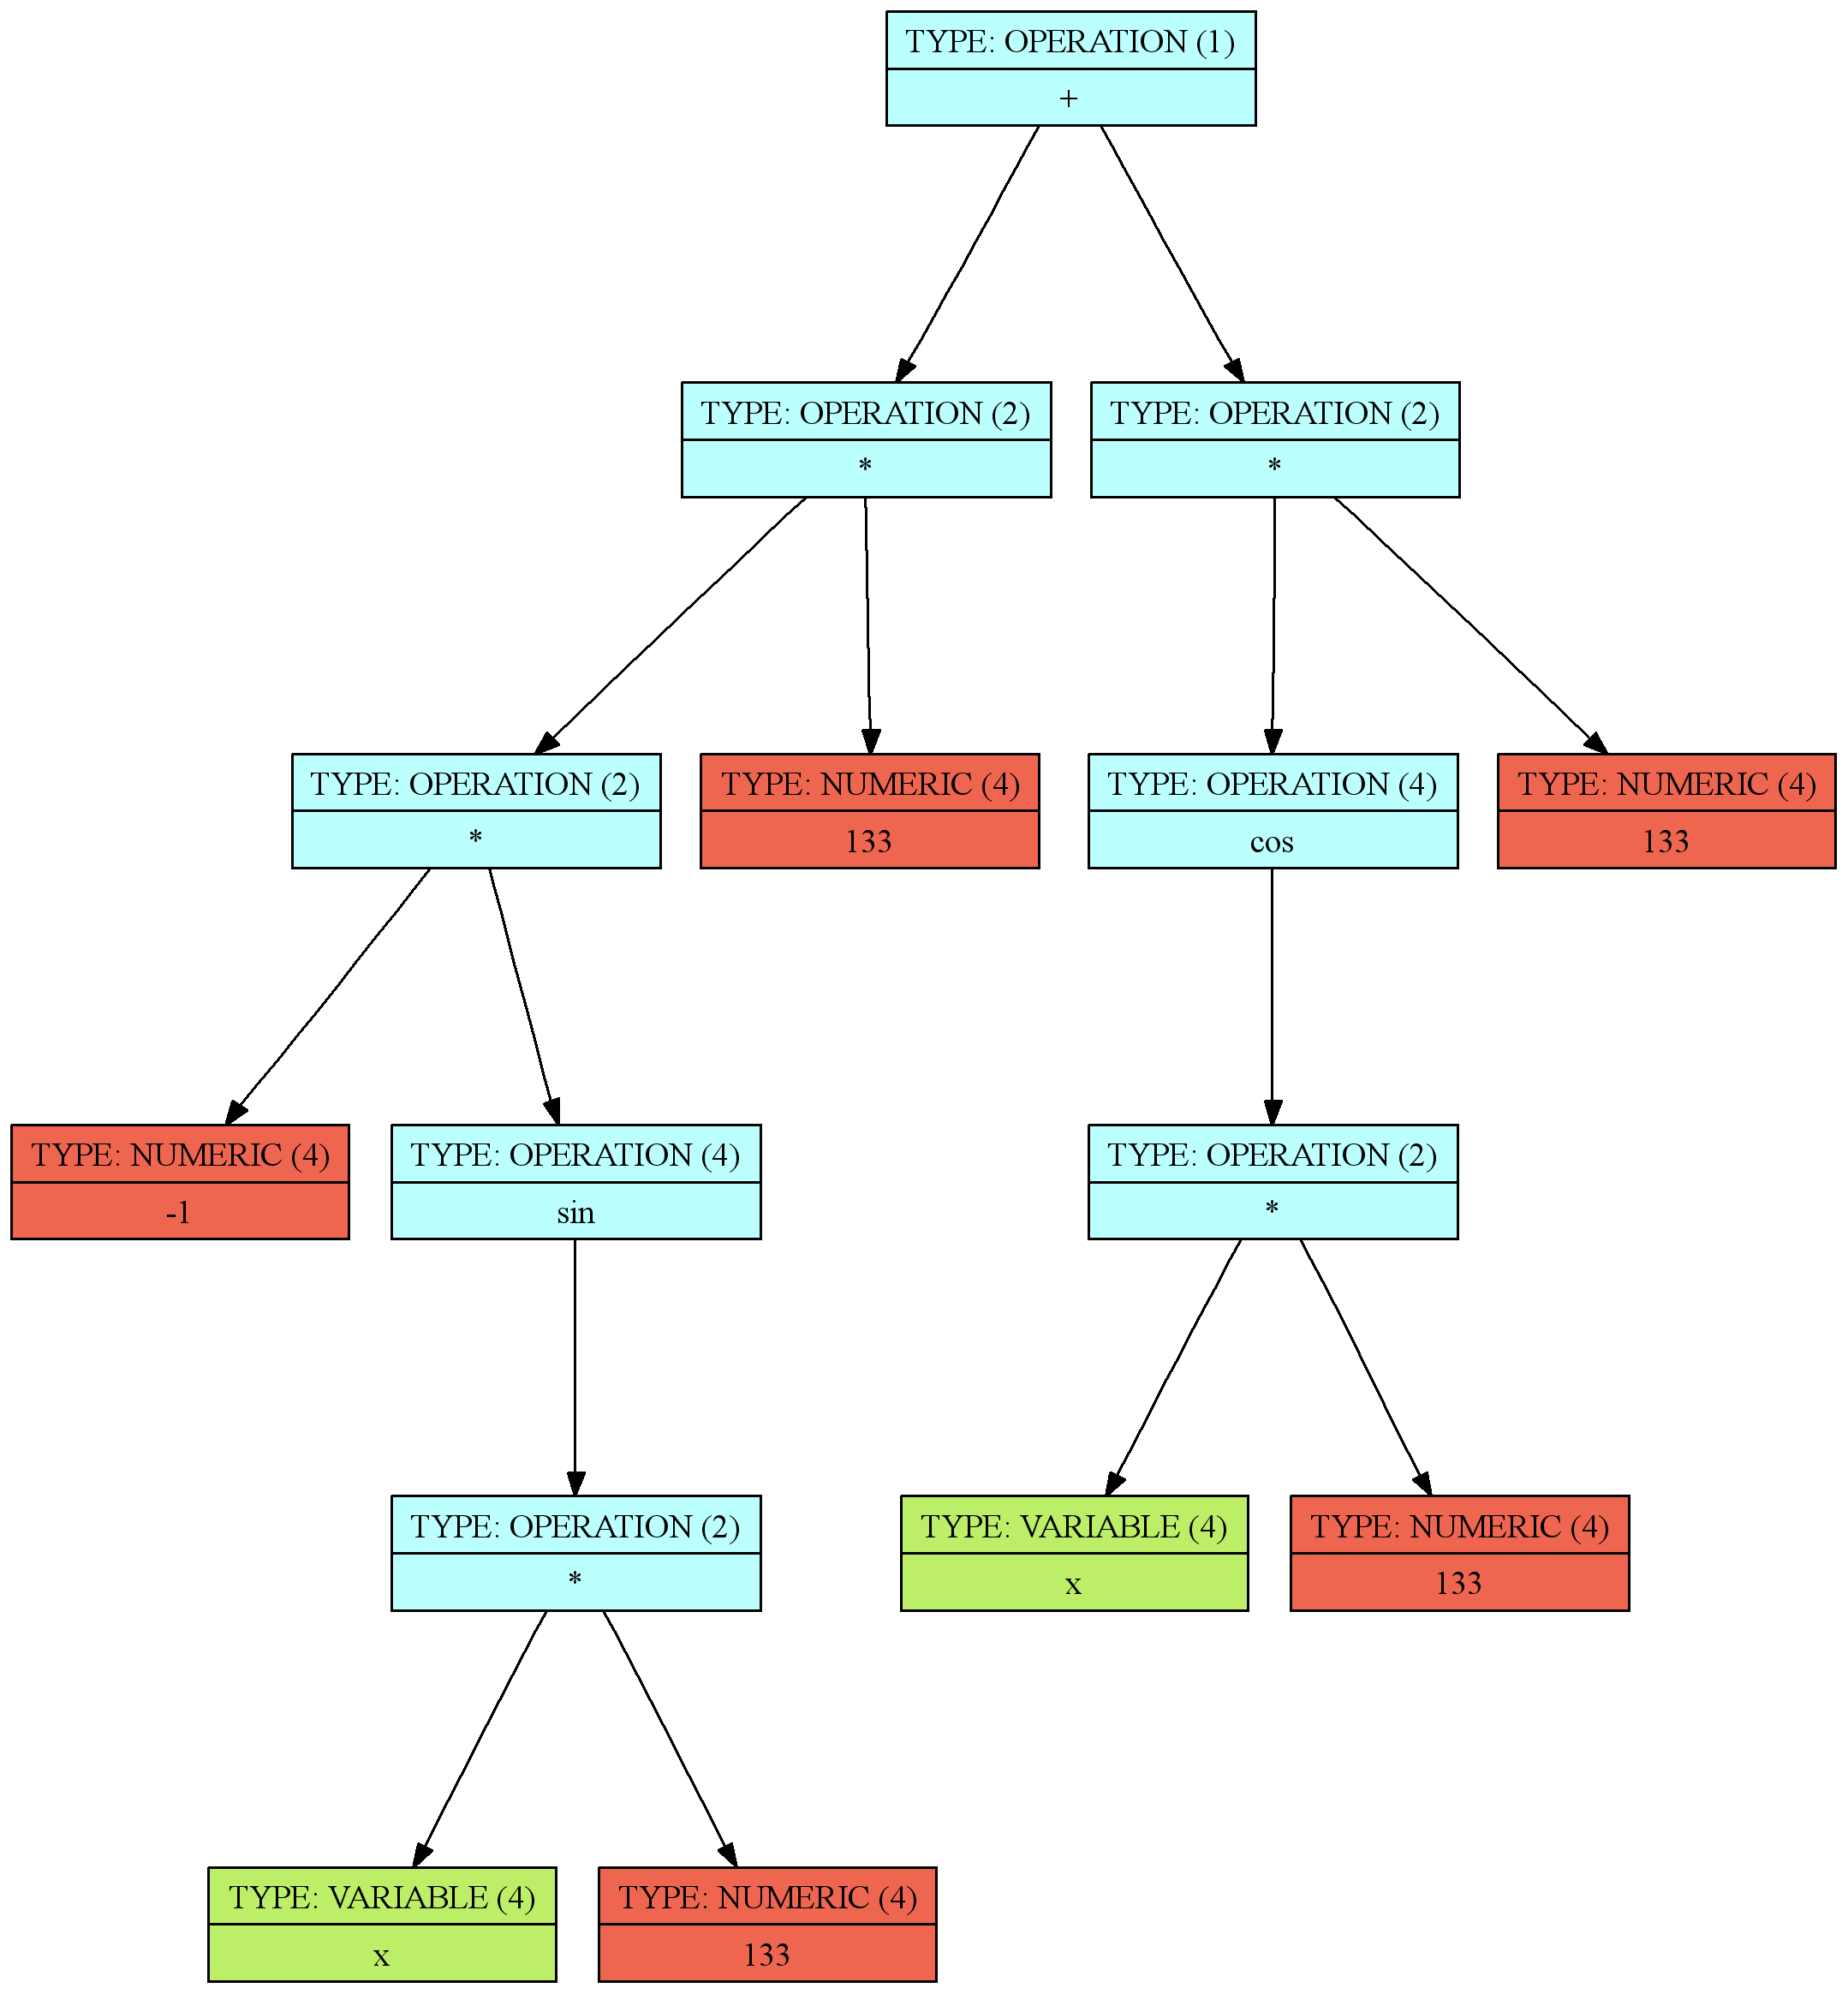 TYPE: OPERATION (1)
+
TYPE: OPERATION (2)
*
TYPE: OPERATION (2)
*
TYPE: OPERATION (2)
*
TYPE: NUMERIC (4)
133
TYPE: OPERATION (4)
cos
TYPE: NUMERIC (4)
133
TYPE: NUMERIC (4)
-1
TYPE: OPERATION (4)
sin
TYPE: OPERATION (2)
*
TYPE: OPERATION (2)
*
TYPE: VARIABLE (4)
x
TYPE: NUMERIC (4)
133
TYPE: VARIABLE (4)
x
TYPE: NUMERIC (4)
133